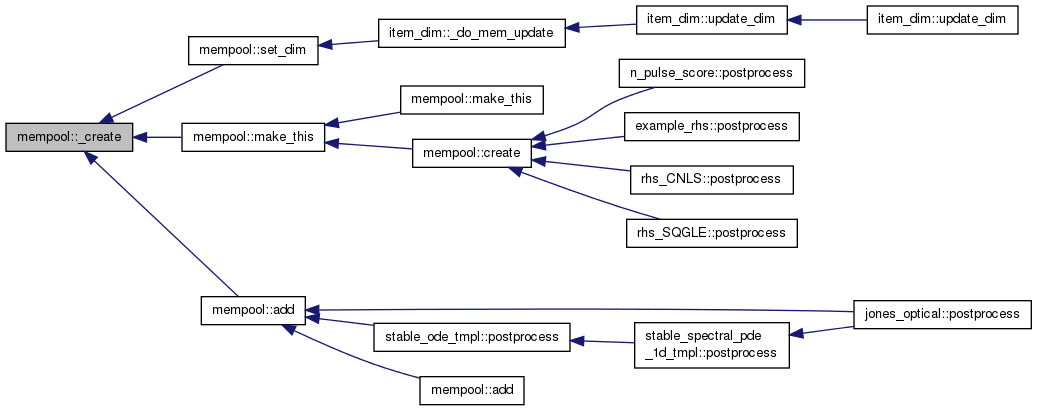 item_dim::update_dim
item_dim::update_dim
item_dim::_do_mem_update
mempool::set_dim
n_pulse_score::postprocess
mempool::make_this
example_rhs::postprocess
mempool::_create
mempool::make_this
mempool::create
rhs_CNLS::postprocess
rhs_SQGLE::postprocess
mempool::add
jones_optical::postprocess
stable_ode_tmpl::postprocess
stable_spectral_pde
_1d_tmpl::postprocess
mempool::add